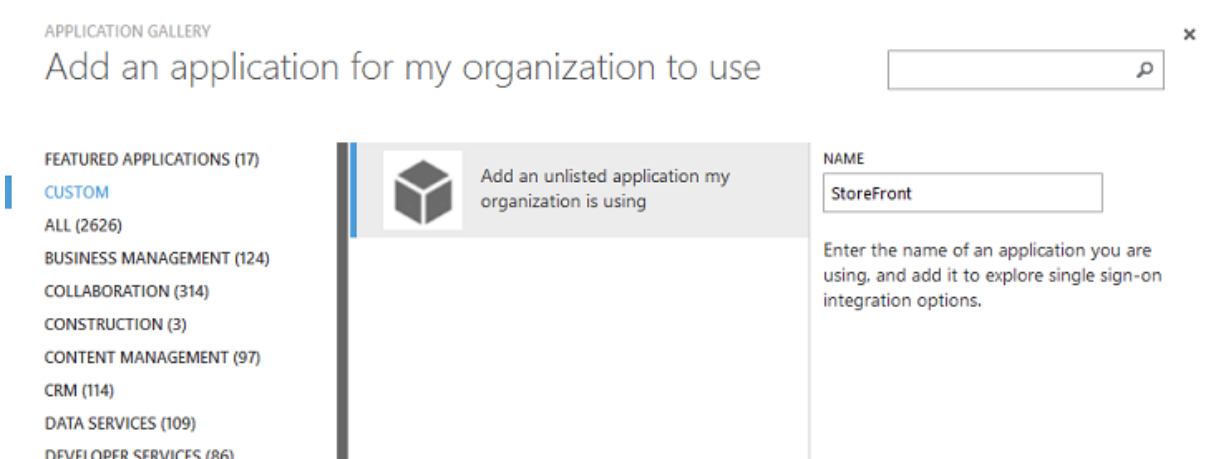 APPLICATION GALLERY
Add an application for my organization to use
FEATURED APPLICATIONS (17)
CUSTOM
ALL (2626)
BUSINESS MANAGEMENT (124)
COLLABORATION (314)
CONSTRUCTION (3)
CONTENT MANAGEMENT (97)
CRM (114)
DATA SERVICES (109)
DEVELOPER SERVICES (86)
Add an unlisted application my
organization is using
NAME
StoreFront
Enter the name of an application you are
using, and add it to explore single sign-on
integration options.